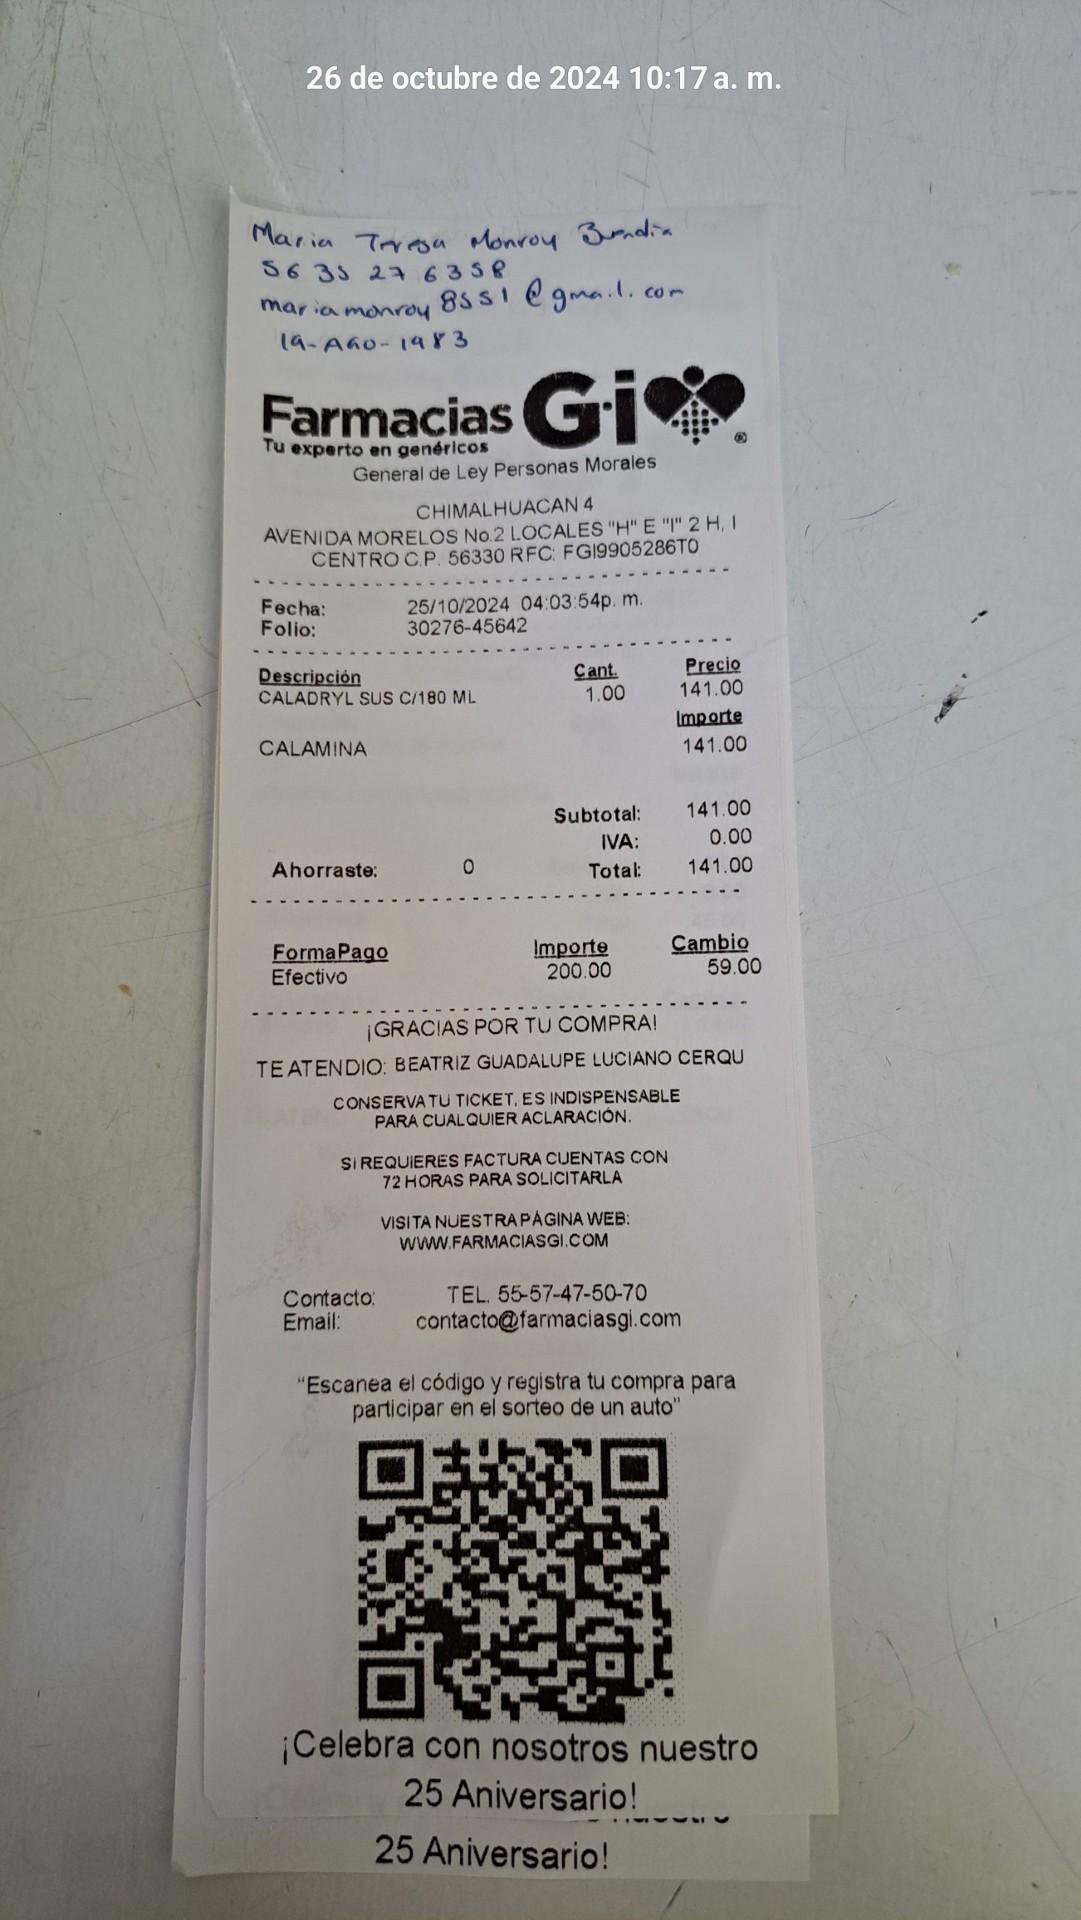 26 de octubre de 2024 10:17 a. m.
Maria Teresa Monroy Buendia
56 35 27 6358
mariamonroy8551@gmail.com
19-AGO-1983
Farmacias G·i ®
Tu experto en genéricos
General de Ley Personas Morales
CHIMALHUACAN 4
AVENIDA MORELOS No.2 LOCALES "H" E "I" 2 H, I
CENTRO C.P. 56330 RFC: FGI9905286T0
Fecha: 25/10/2024 04:03:54p. m.
Folio: 30276-45642
Descripción Cant. Precio
CALADRYL SUS C/180 ML 1.00 141.00
Importe
CALAMINA 141.00
Subtotal: 141.00
IVA: 0.00
Ahorraste: 0 Total: 141.00
FormaPago Importe Cambio
Efectivo 200.00 59.00
¡GRACIAS POR TU COMPRA!
TE ATENDIO: BEATRIZ GUADALUPE LUCIANO CERQU
CONSERVA TU TICKET, ES INDISPENSABLE
PARA CUALQUIER ACLARACIÓN.
SI REQUIERES FACTURA CUENTAS CON
72 HORAS PARA SOLICITARLA
VISITA NUESTRA PÁGINA WEB:
WWW.FARMACIASGI.COM
Contacto: TEL. 55-57-47-50-70
Email: contacto@farmaciasgi.com
"Escanea el código y registra tu compra para
participar en el sorteo de un auto"
¡Celebra con nosotros nuestro
25 Aniversario!
25 Aniversario!